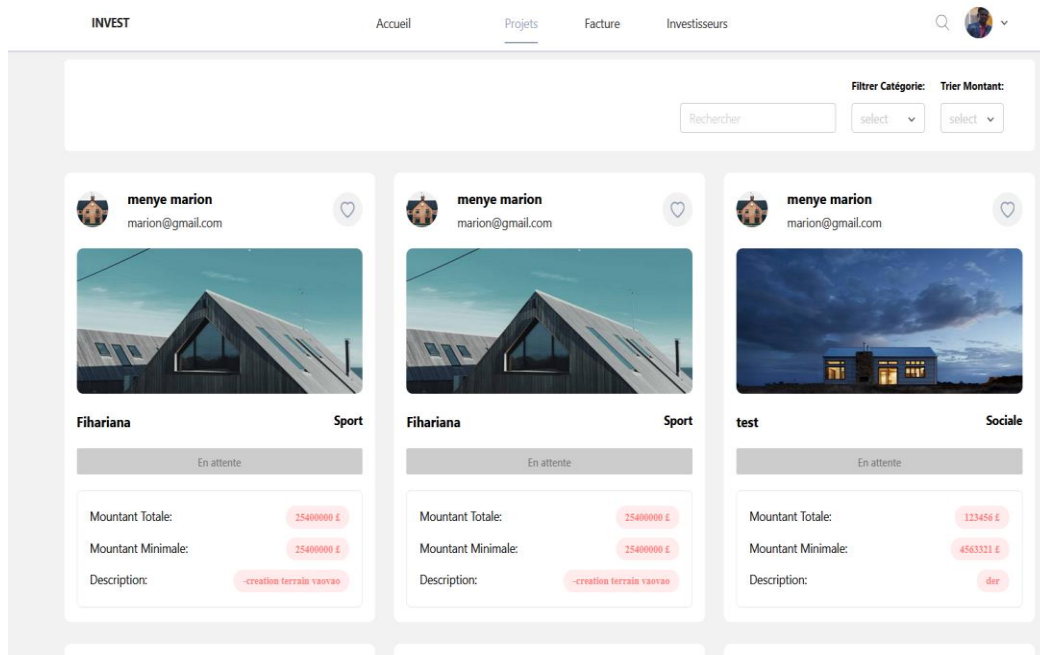 INVEST Accueil Projets Facture Investisseurs
Filtrer Catégorie: Trier Montant:
Rechercher select select
menye marion
marion@gmail.com
menye marion
marion@gmail.com
menye marion
marion@gmail.com
Fihariana Sport
Fihariana Sport
test Sociale
En attente
En attente
En attente
Mountant Totale: 25400000 £
Mountant Minimale: 25400000 £
Description: -creation terrain vaovao
Mountant Totale: 25400000 £
Mountant Minimale: 25400000 £
Description: -creation terrain vaovao
Mountant Totale: 123456 £
Mountant Minimale: 4563321 £
Description: der